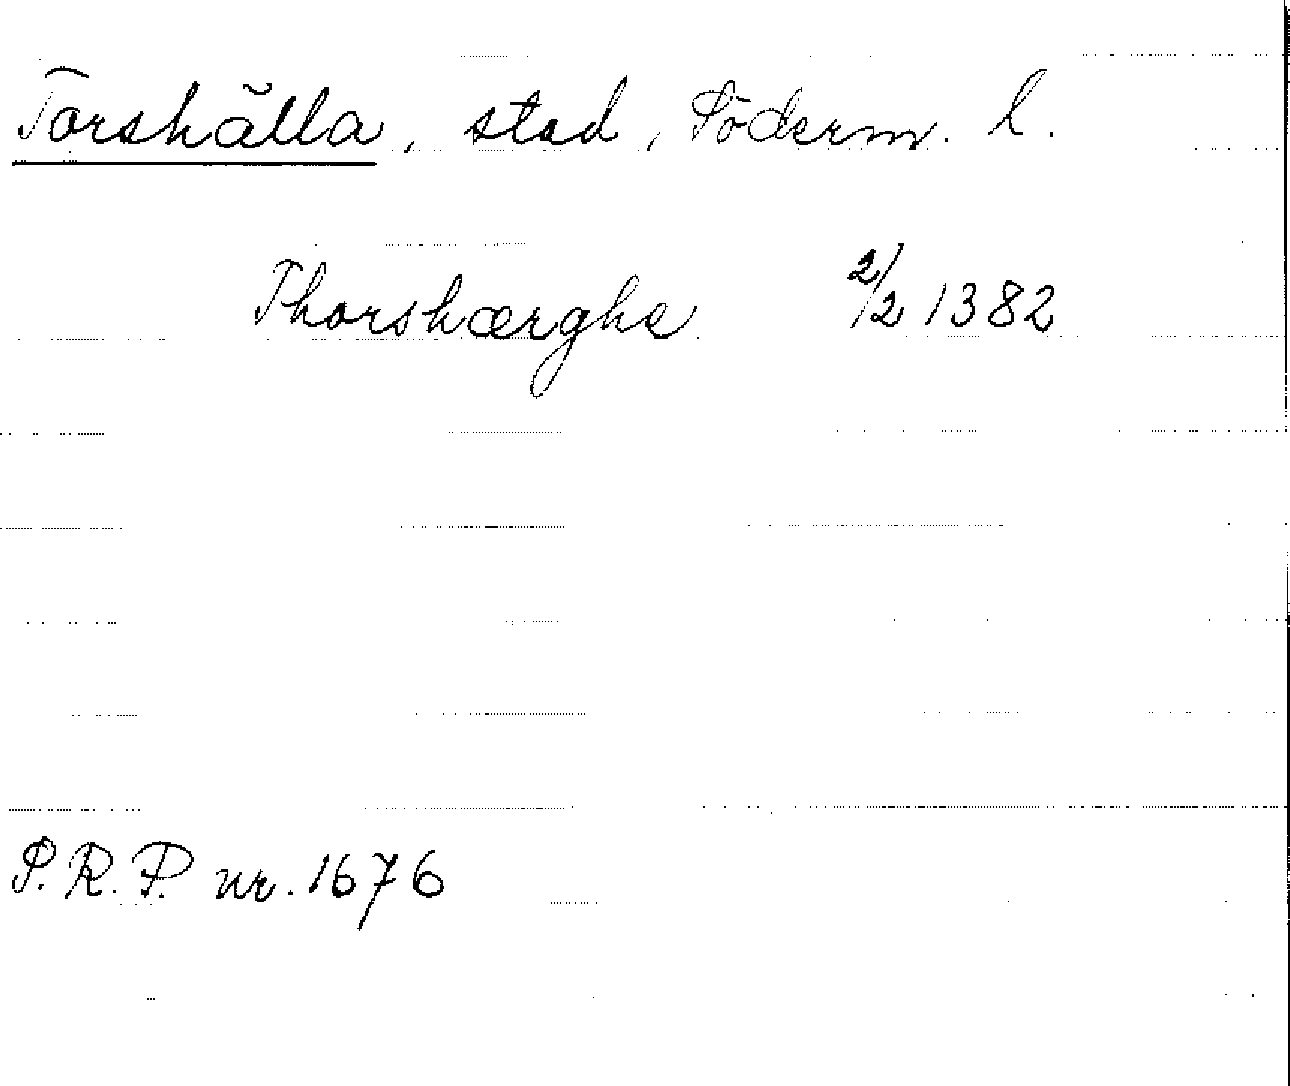 Torshälla, stad, Söderm. l.
Thorshærghe 2/2 1382
S.R.P. nr. 1676